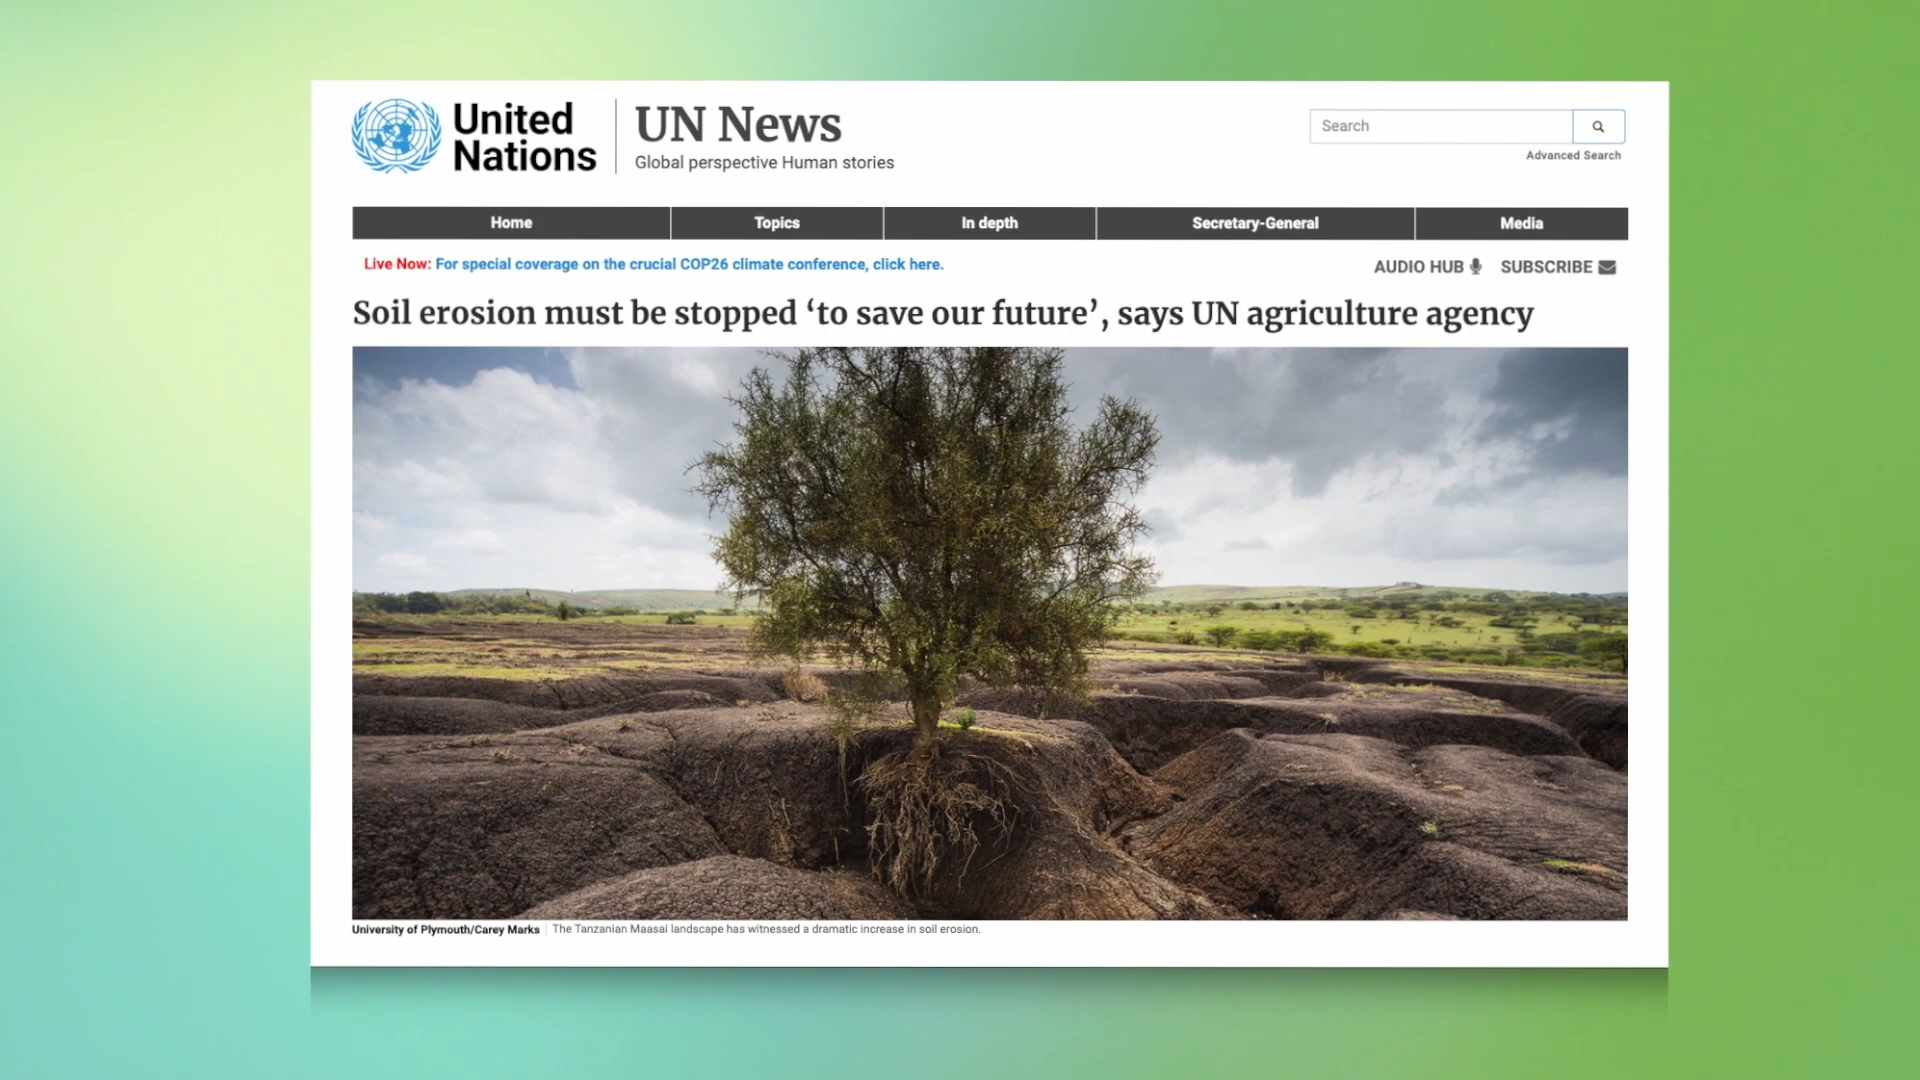 United
Nations
UN News
Global perspective Human stories
Search
Advanced Search
Home
Topics
In depth
Secretary-General
Media
Live Now: For special coverage on the crucial COP26 climate conference, click here.
AUDIO HUB
SUBSCRIBE
Soil erosion must be stopped ‘to save our future’, says UN agriculture agency
University of Plymouth/Carey Marks
The Tanzanian Maasai landscape has witnessed a dramatic increase in soil erosion.